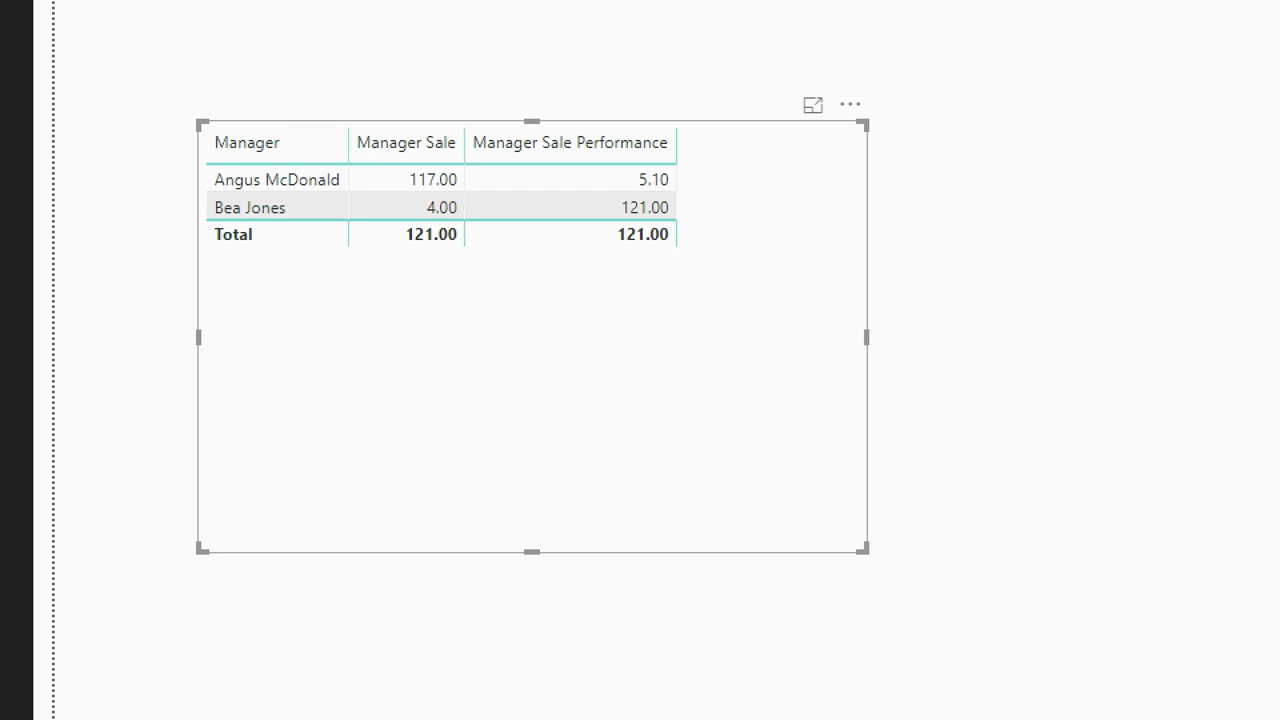 Manager Manager Sale Manager Sale Performance
Angus McDonald 117.00 5.10
Bea Jones 4.00 121.00
Total 121.00 121.00